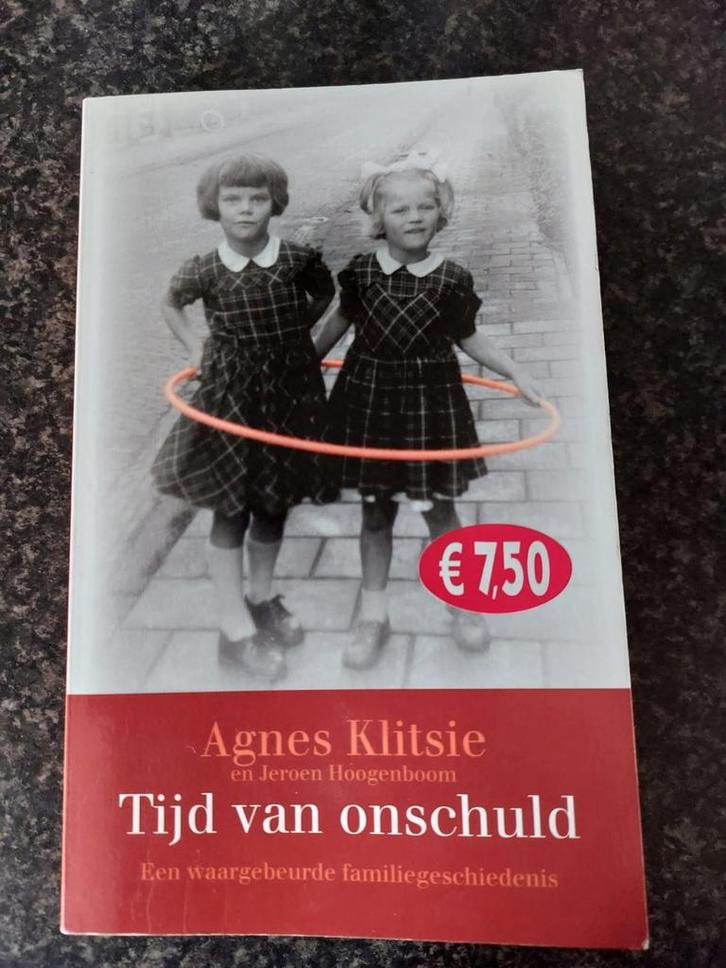 € 7,50
Agnes Klitsie
en Jeroen Hoogenboom
Tijd van onschuld
Een waargebeurde familiegeschiedenis